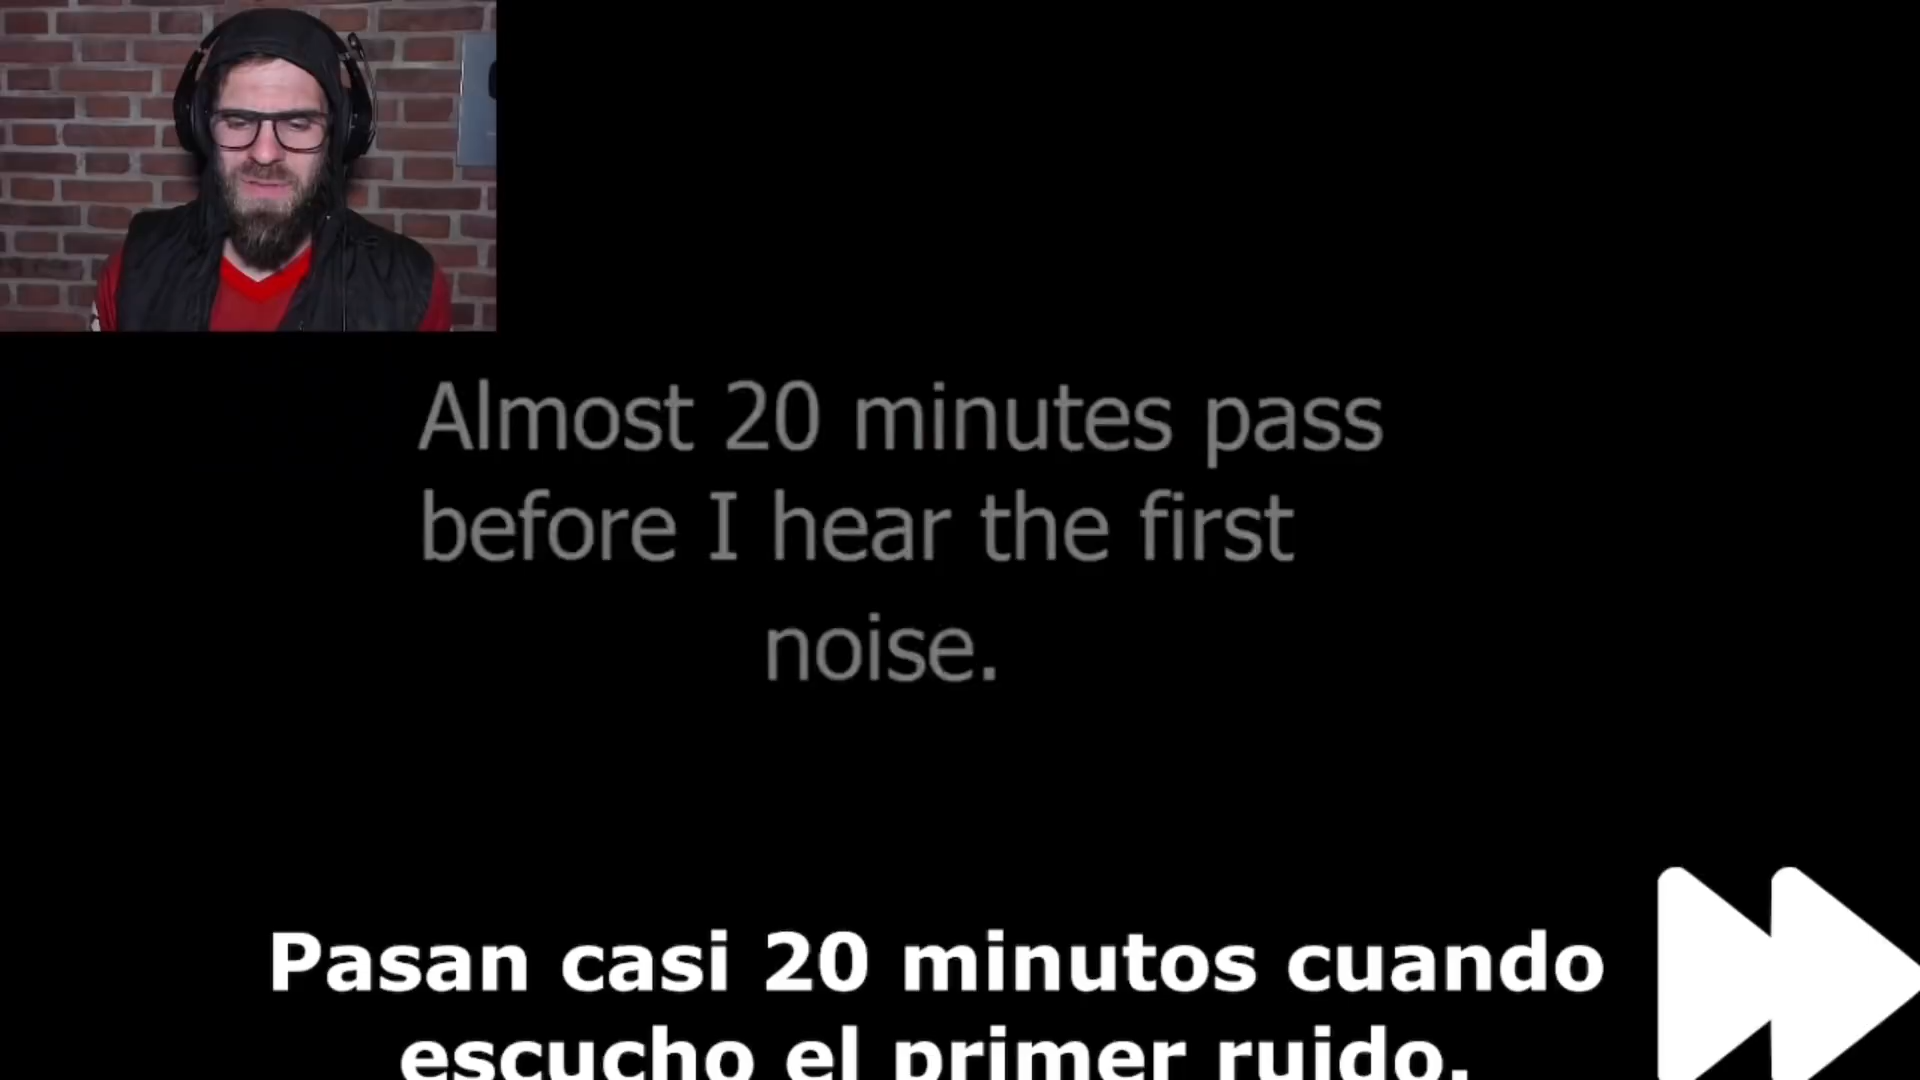 Almost 20 minutes pass
before I hear the first
noise.
Pasan casi 20 minutos cuando
escucho el primer ruido.